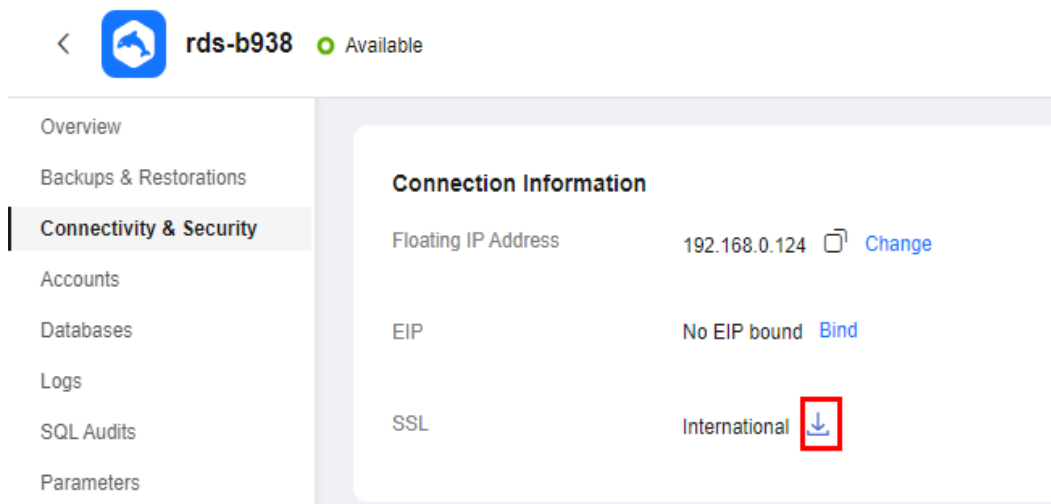 rds-b938 Available
Overview
Backups & Restorations
Connectivity & Security
Accounts
Databases
Logs
SQL Audits
Parameters
Connection Information
Floating IP Address 192.168.0.124 Change
EIP No EIP bound Bind
SSL International